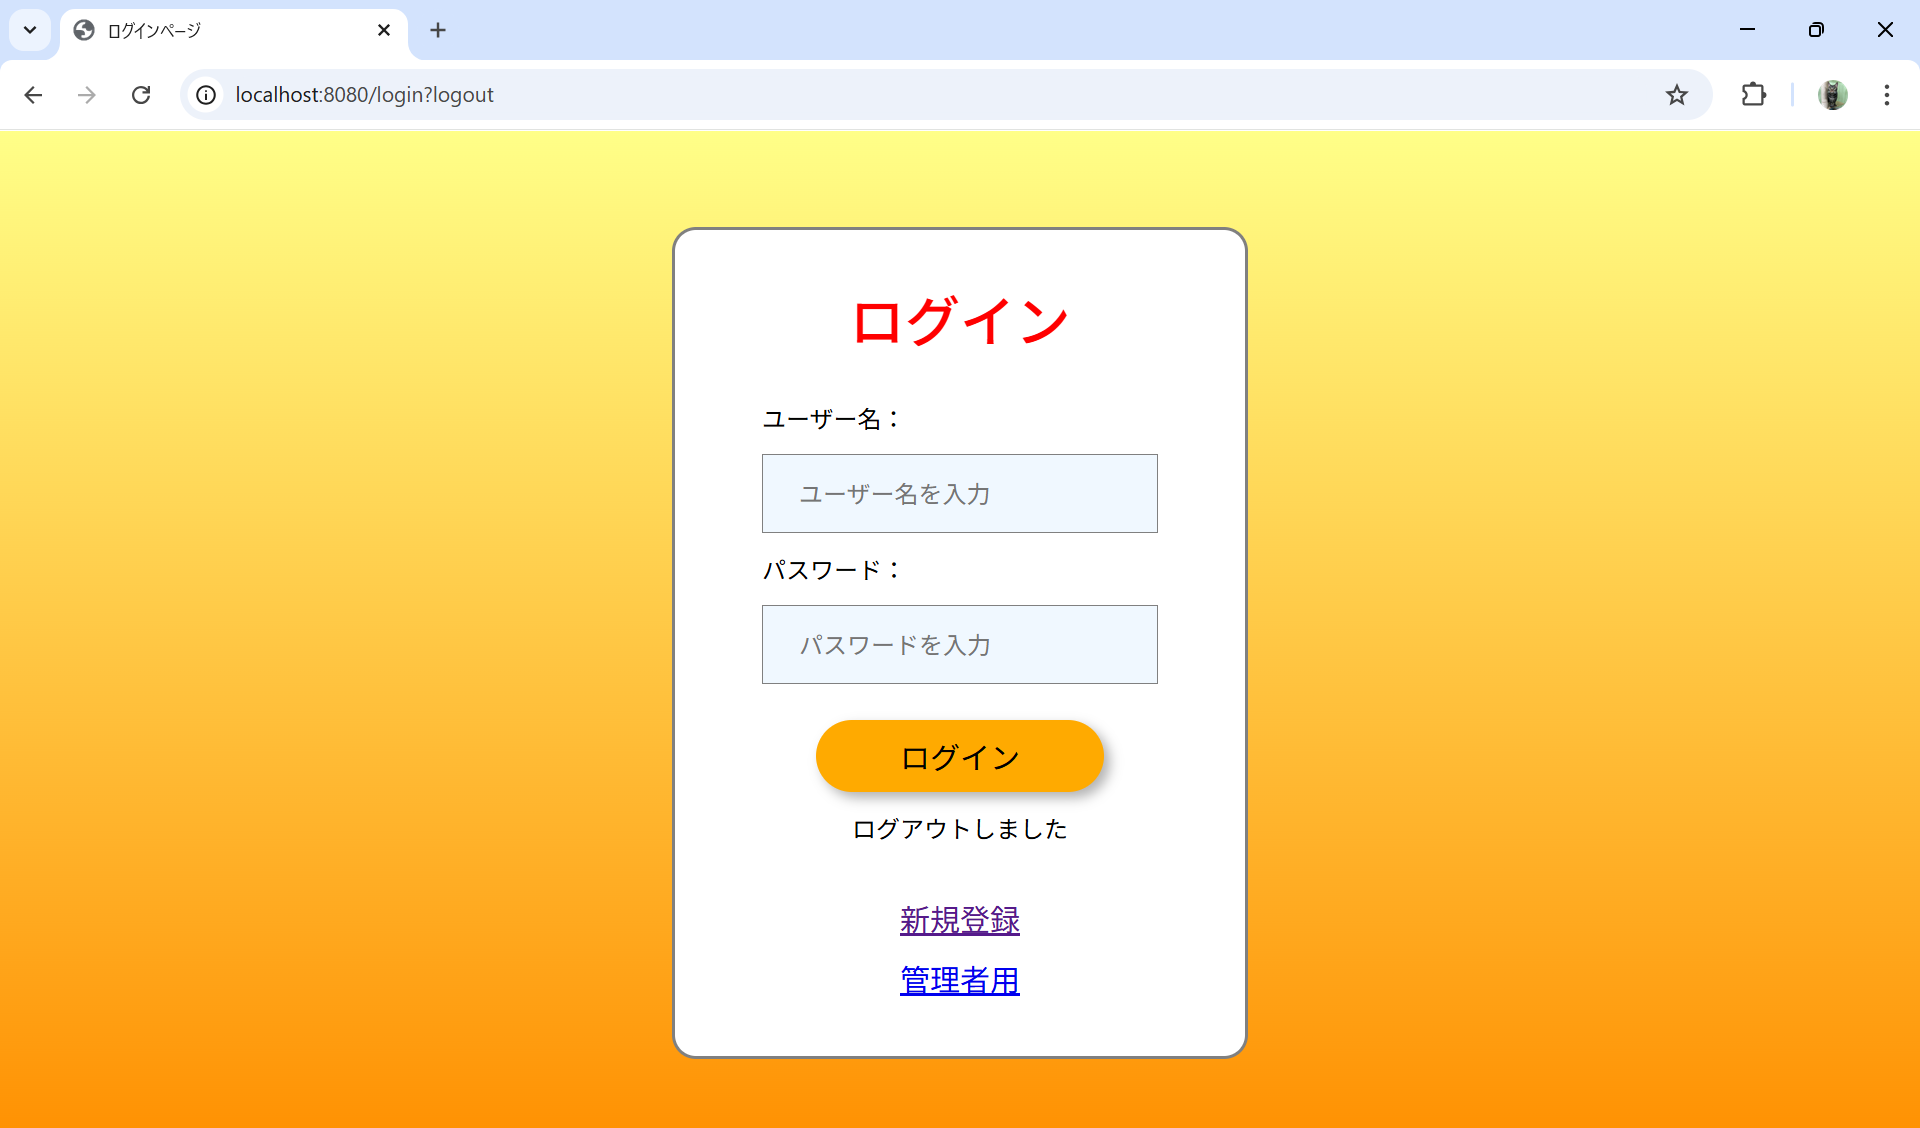 ログインページ
localhost:8080/login?logout
ログイン
ユーザー名：
ユーザー名を入力
パスワード：
パスワードを入力
ログイン
ログアウトしました
新規登録
管理者用